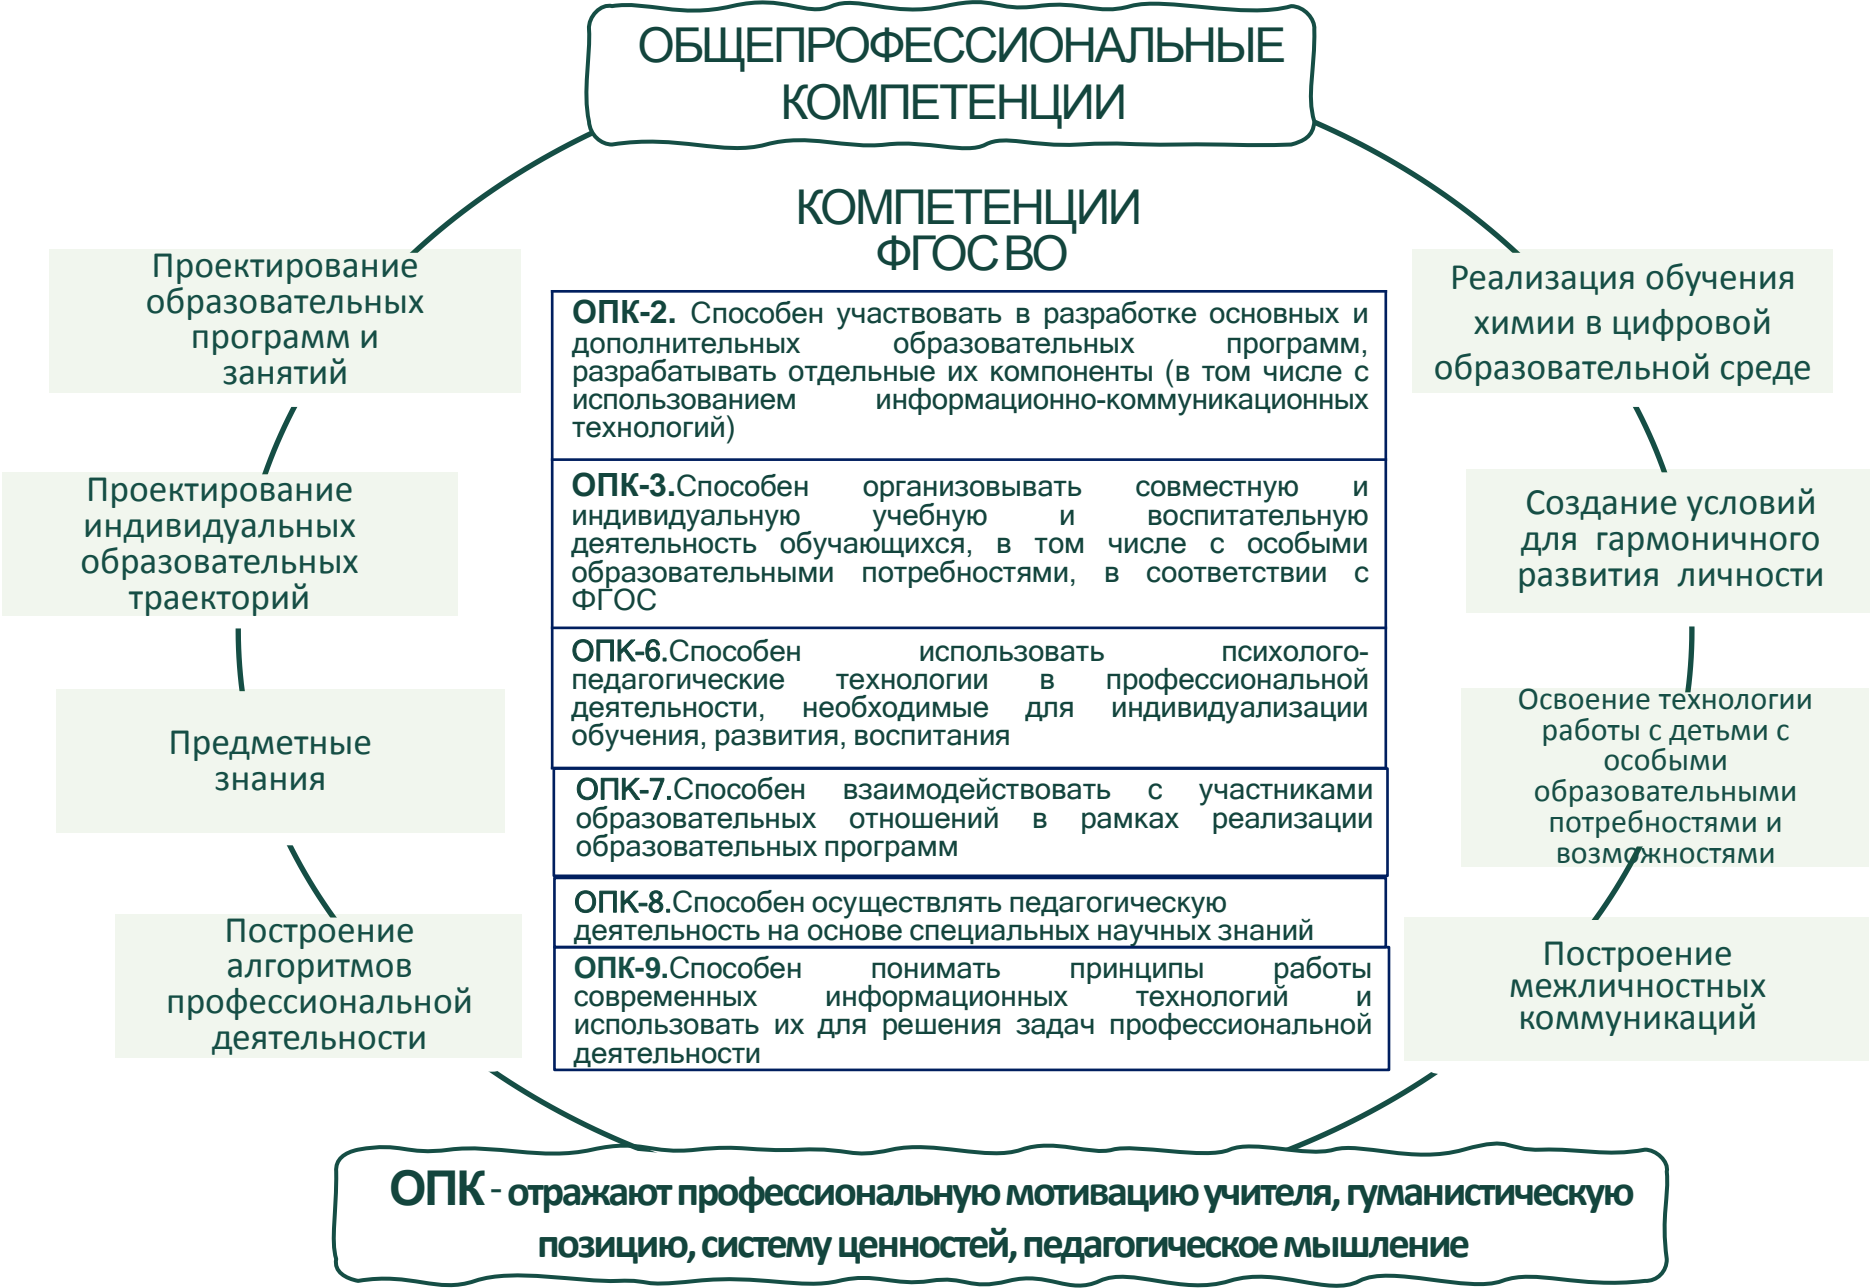 ОБЩЕПРОФЕССИОНАЛЬНЫЕ
КОМПЕТЕНЦИИ
КОМПЕТЕНЦИИ
ФГОС ВО
Проектирование
образовательных
программ и
занятий
Проектирование
индивидуальных
образовательных
траекторий
Предметные
знания
Построение
алгоритмов
профессиональной
деятельности
ОПК-2. Способен участвовать в разработке основных и
дополнительных образовательных программ,
разрабатывать отдельные их компоненты (в том числе с
использованием информационно-коммуникационных
технологий)
ОПК-3.Способен организовывать совместную и
индивидуальную учебную и воспитательную
деятельность обучающихся, в том числе с особыми
образовательными потребностями, в соответствии с
ФГОС
ОПК-6.Способен использовать психолого-
педагогические технологии в профессиональной
деятельности, необходимые для индивидуализации
обучения, развития, воспитания
ОПК-7.Способен взаимодействовать с участниками
образовательных отношений в рамках реализации
образовательных программ
ОПК-8.Способен осуществлять педагогическую
деятельность на основе специальных научных знаний
ОПК-9.Способен понимать принципы работы
современных информационных технологий и
использовать их для решения задач профессиональной
деятельности
Реализация обучения
химии в цифровой
образовательной среде
Создание условий
для гармоничного
развития личности
Освоение технологии
работы с детьми с
особыми
образовательными
потребностями и
возможностями
Построение
межличностных
коммуникаций
ОПК - отражают профессиональную мотивацию учителя, гуманистическую
позицию, систему ценностей, педагогическое мышление